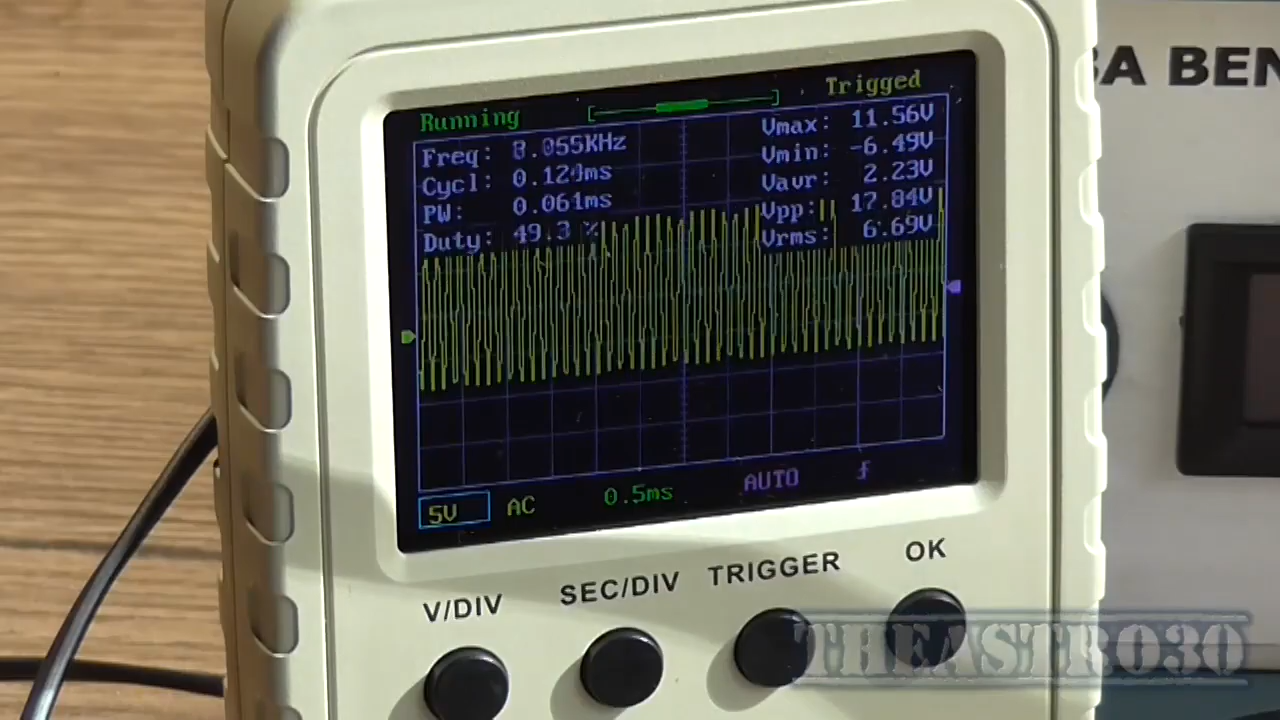 Running
Trigged
Freq: 8.055KHz
Cycl: 0.120ms
PW: 0.061ms
Duty: 49.3 %
Vmax: 11.56V
Vmin: -6.49V
Vavr: 2.23V
Vpp: 17.84V
Vrms: 6.69V
5V
AC
0.5ms
AUTO
V/DIV
SEC/DIV
TRIGGER
OK
THEASTRO30